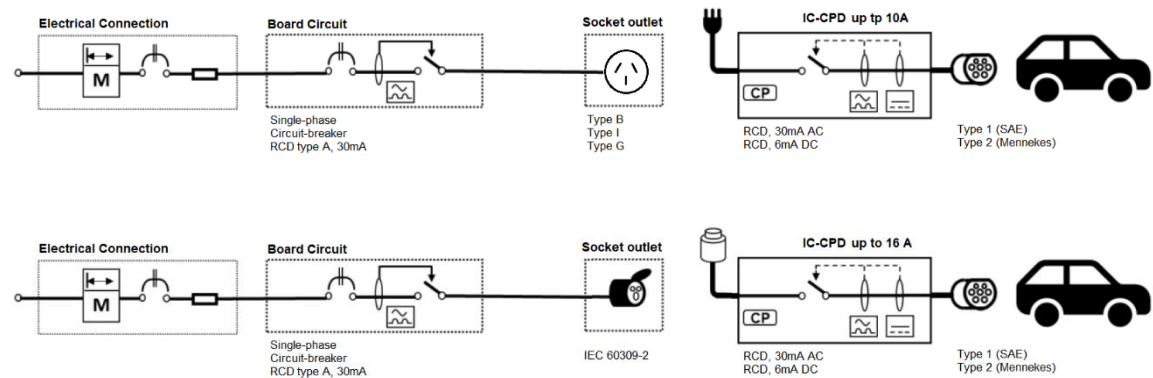 Electrical Connection
Board Circuit
Socket outlet
IC-CPD up tp 10A
M
CP
Single-phase
Circuit-breaker
RCD type A, 30mA
Type B
Type I
Type G
RCD, 30mA AC
RCD, 6mA DC
Type 1 (SAE)
Type 2 (Mennekes)
Electrical Connection
Board Circuit
Socket outlet
IC-CPD up to 16 A
M
CP
Single-phase
Circuit-breaker
RCD type A, 30mA
IEC 60309-2
RCD, 30mA AC
RCD, 6mA DC
Type 1 (SAE)
Type 2 (Mennekes)